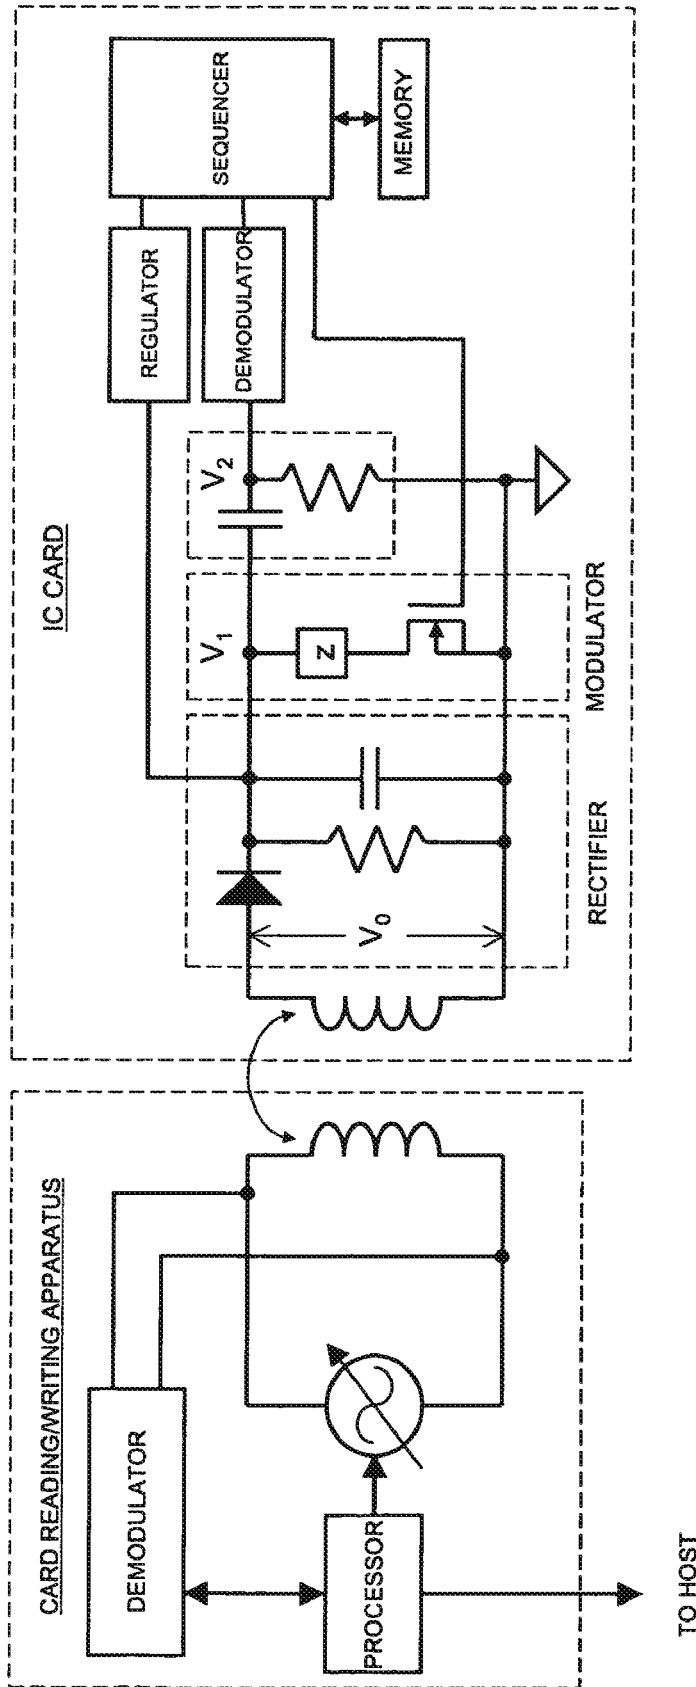 CARD READING/WRITING APPARATUS
DEMODULATOR
PROCESSOR
TO HOST
IC CARD
V0
RECTIFIER
V1
Z
MODULATOR
V2
REGULATOR
DEMODULATOR
SEQUENCER
MEMORY